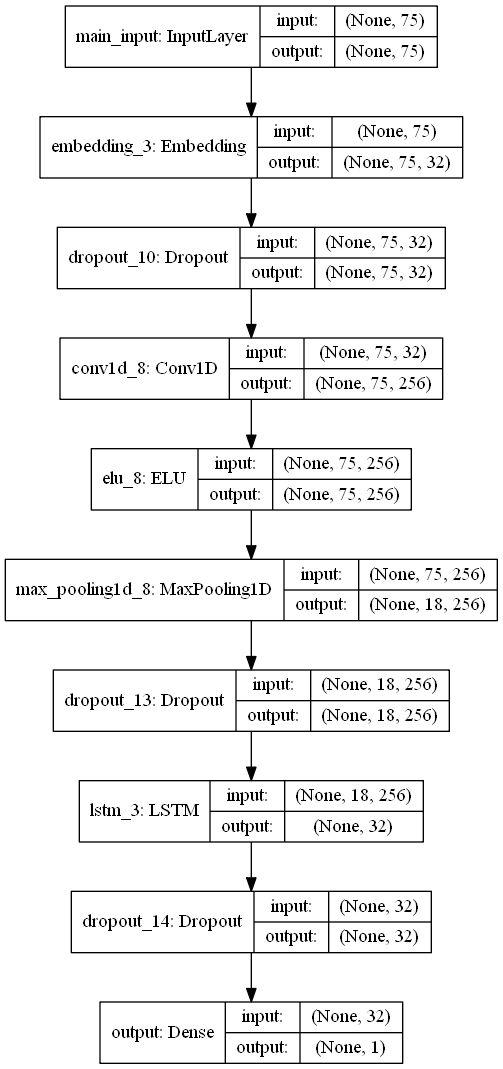 main_input: InputLayer
input: (None, 75)
output: (None, 75)
embedding_3: Embedding
input: (None, 75)
output: (None, 75, 32)
dropout_10: Dropout
input: (None, 75, 32)
output: (None, 75, 32)
conv1d_8: Conv1D
input: (None, 75, 32)
output: (None, 75, 256)
elu_8: ELU
input: (None, 75, 256)
output: (None, 75, 256)
max_pooling1d_8: MaxPooling1D
input: (None, 75, 256)
output: (None, 18, 256)
dropout_13: Dropout
input: (None, 18, 256)
output: (None, 18, 256)
lstm_3: LSTM
input: (None, 18, 256)
output: (None, 32)
dropout_14: Dropout
input: (None, 32)
output: (None, 32)
output: Dense
input: (None, 32)
output: (None, 1)